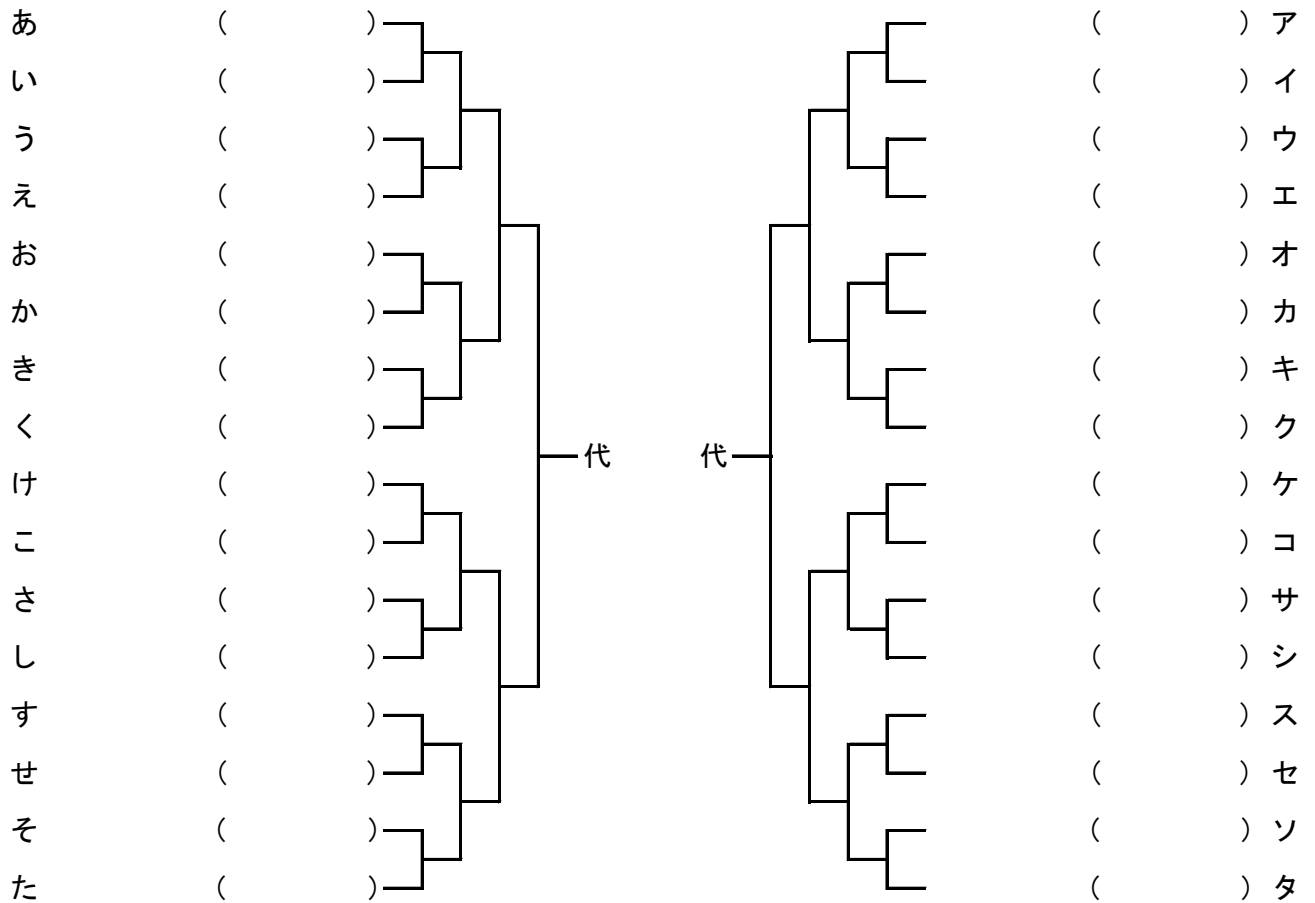 あ ( ) ( ) ア
い ( ) ( ) イ
う ( ) ( ) ウ
え ( ) ( ) エ
お ( ) ( ) オ
か ( ) ( ) カ
き ( ) ( ) キ
く ( ) ( ) ク
代 代
け ( ) ( ) ケ
こ ( ) ( ) コ
さ ( ) ( ) サ
し ( ) ( ) シ
す ( ) ( ) ス
せ ( ) ( ) セ
そ ( ) ( ) ソ
た ( ) ( ) タ